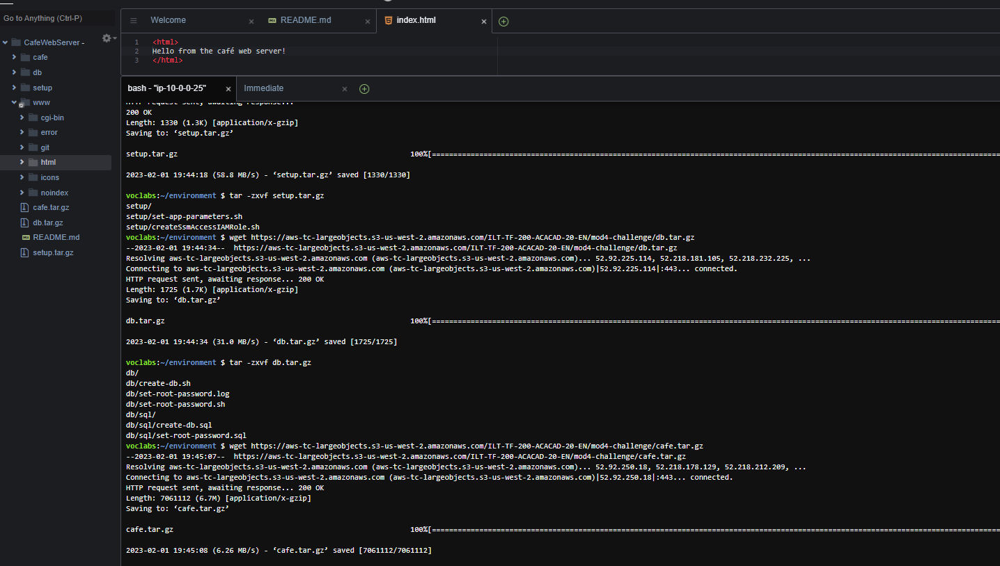 Go to Anything (Ctrl-P)
CafeWebServer -
cafe
db
setup
www
cgi-bin
error
git
html
icons
noindex
cafe.tar.gz
db.tar.gz
README.md
setup.tar.gz
Welcome
README.md
index.html
1 <html>
2 Hello from the café web server!
3 </html>
bash - "ip-10-0-0-25"
Immediate
HTTP request sent, awaiting response...
200 OK
Length: 1330 (1.3K) [application/x-gzip]
Saving to: ‘setup.tar.gz’
setup.tar.gz 100%[======================================================================================================================================
2023-02-01 19:44:18 (58.8 MB/s) - ‘setup.tar.gz’ saved [1330/1330]
voclabs:~/environment $ tar -zxvf setup.tar.gz
setup/
setup/set-app-parameters.sh
setup/createSsmAccessIAMRole.sh
voclabs:~/environment $ wget https://aws-tc-largeobjects.s3-us-west-2.amazonaws.com/ILT-TF-200-ACACAD-20-EN/mod4-challenge/db.tar.gz
--2023-02-01 19:44:34--  https://aws-tc-largeobjects.s3-us-west-2.amazonaws.com/ILT-TF-200-ACACAD-20-EN/mod4-challenge/db.tar.gz
Resolving aws-tc-largeobjects.s3-us-west-2.amazonaws.com (aws-tc-largeobjects.s3-us-west-2.amazonaws.com)... 52.92.225.114, 52.218.181.105, 52.218.232.225, ...
Connecting to aws-tc-largeobjects.s3-us-west-2.amazonaws.com (aws-tc-largeobjects.s3-us-west-2.amazonaws.com)|52.92.225.114|:443... connected.
HTTP request sent, awaiting response... 200 OK
Length: 1725 (1.7K) [application/x-gzip]
Saving to: ‘db.tar.gz’
db.tar.gz 100%[======================================================================================================================================
2023-02-01 19:44:34 (31.0 MB/s) - ‘db.tar.gz’ saved [1725/1725]
voclabs:~/environment $ tar -zxvf db.tar.gz
db/
db/create-db.sh
db/set-root-password.log
db/set-root-password.sh
db/sql/
db/sql/create-db.sql
db/sql/set-root-password.sql
voclabs:~/environment $ wget https://aws-tc-largeobjects.s3-us-west-2.amazonaws.com/ILT-TF-200-ACACAD-20-EN/mod4-challenge/cafe.tar.gz
--2023-02-01 19:45:07--  https://aws-tc-largeobjects.s3-us-west-2.amazonaws.com/ILT-TF-200-ACACAD-20-EN/mod4-challenge/cafe.tar.gz
Resolving aws-tc-largeobjects.s3-us-west-2.amazonaws.com (aws-tc-largeobjects.s3-us-west-2.amazonaws.com)... 52.92.250.18, 52.218.178.129, 52.218.212.209, ...
Connecting to aws-tc-largeobjects.s3-us-west-2.amazonaws.com (aws-tc-largeobjects.s3-us-west-2.amazonaws.com)|52.92.250.18|:443... connected.
HTTP request sent, awaiting response... 200 OK
Length: 7061112 (6.7M) [application/x-gzip]
Saving to: ‘cafe.tar.gz’
cafe.tar.gz 100%[======================================================================================================================================
2023-02-01 19:45:08 (6.26 MB/s) - ‘cafe.tar.gz’ saved [7061112/7061112]